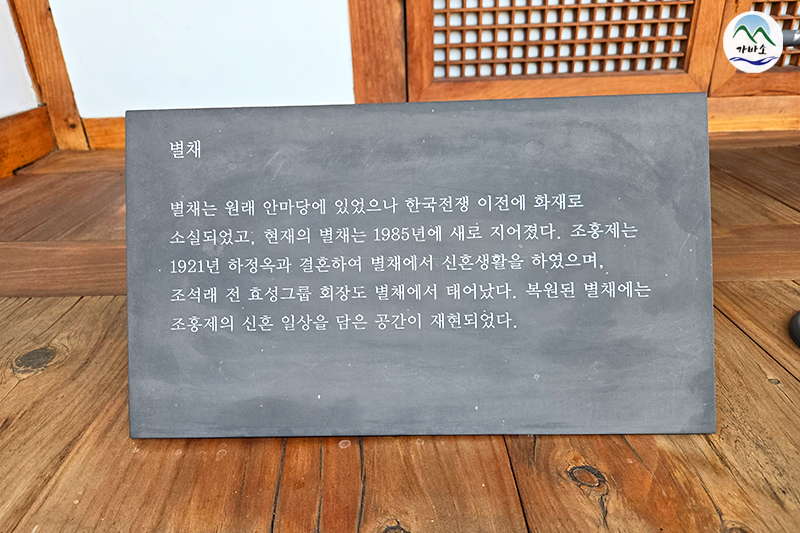 가바소
별채
별채는 원래 안마당에 있었으나 한국전쟁 이전에 화재로
소실되었고, 현재의 별채는 1985년에 새로 지어졌다. 조홍제는
1921년 하정옥과 결혼하여 별채에서 신혼생활을 하였으며,
조석래 전 효성그룹 회장도 별채에서 태어났다. 복원된 별채에는
조홍제의 신혼 일상을 담은 공간이 재현되었다.